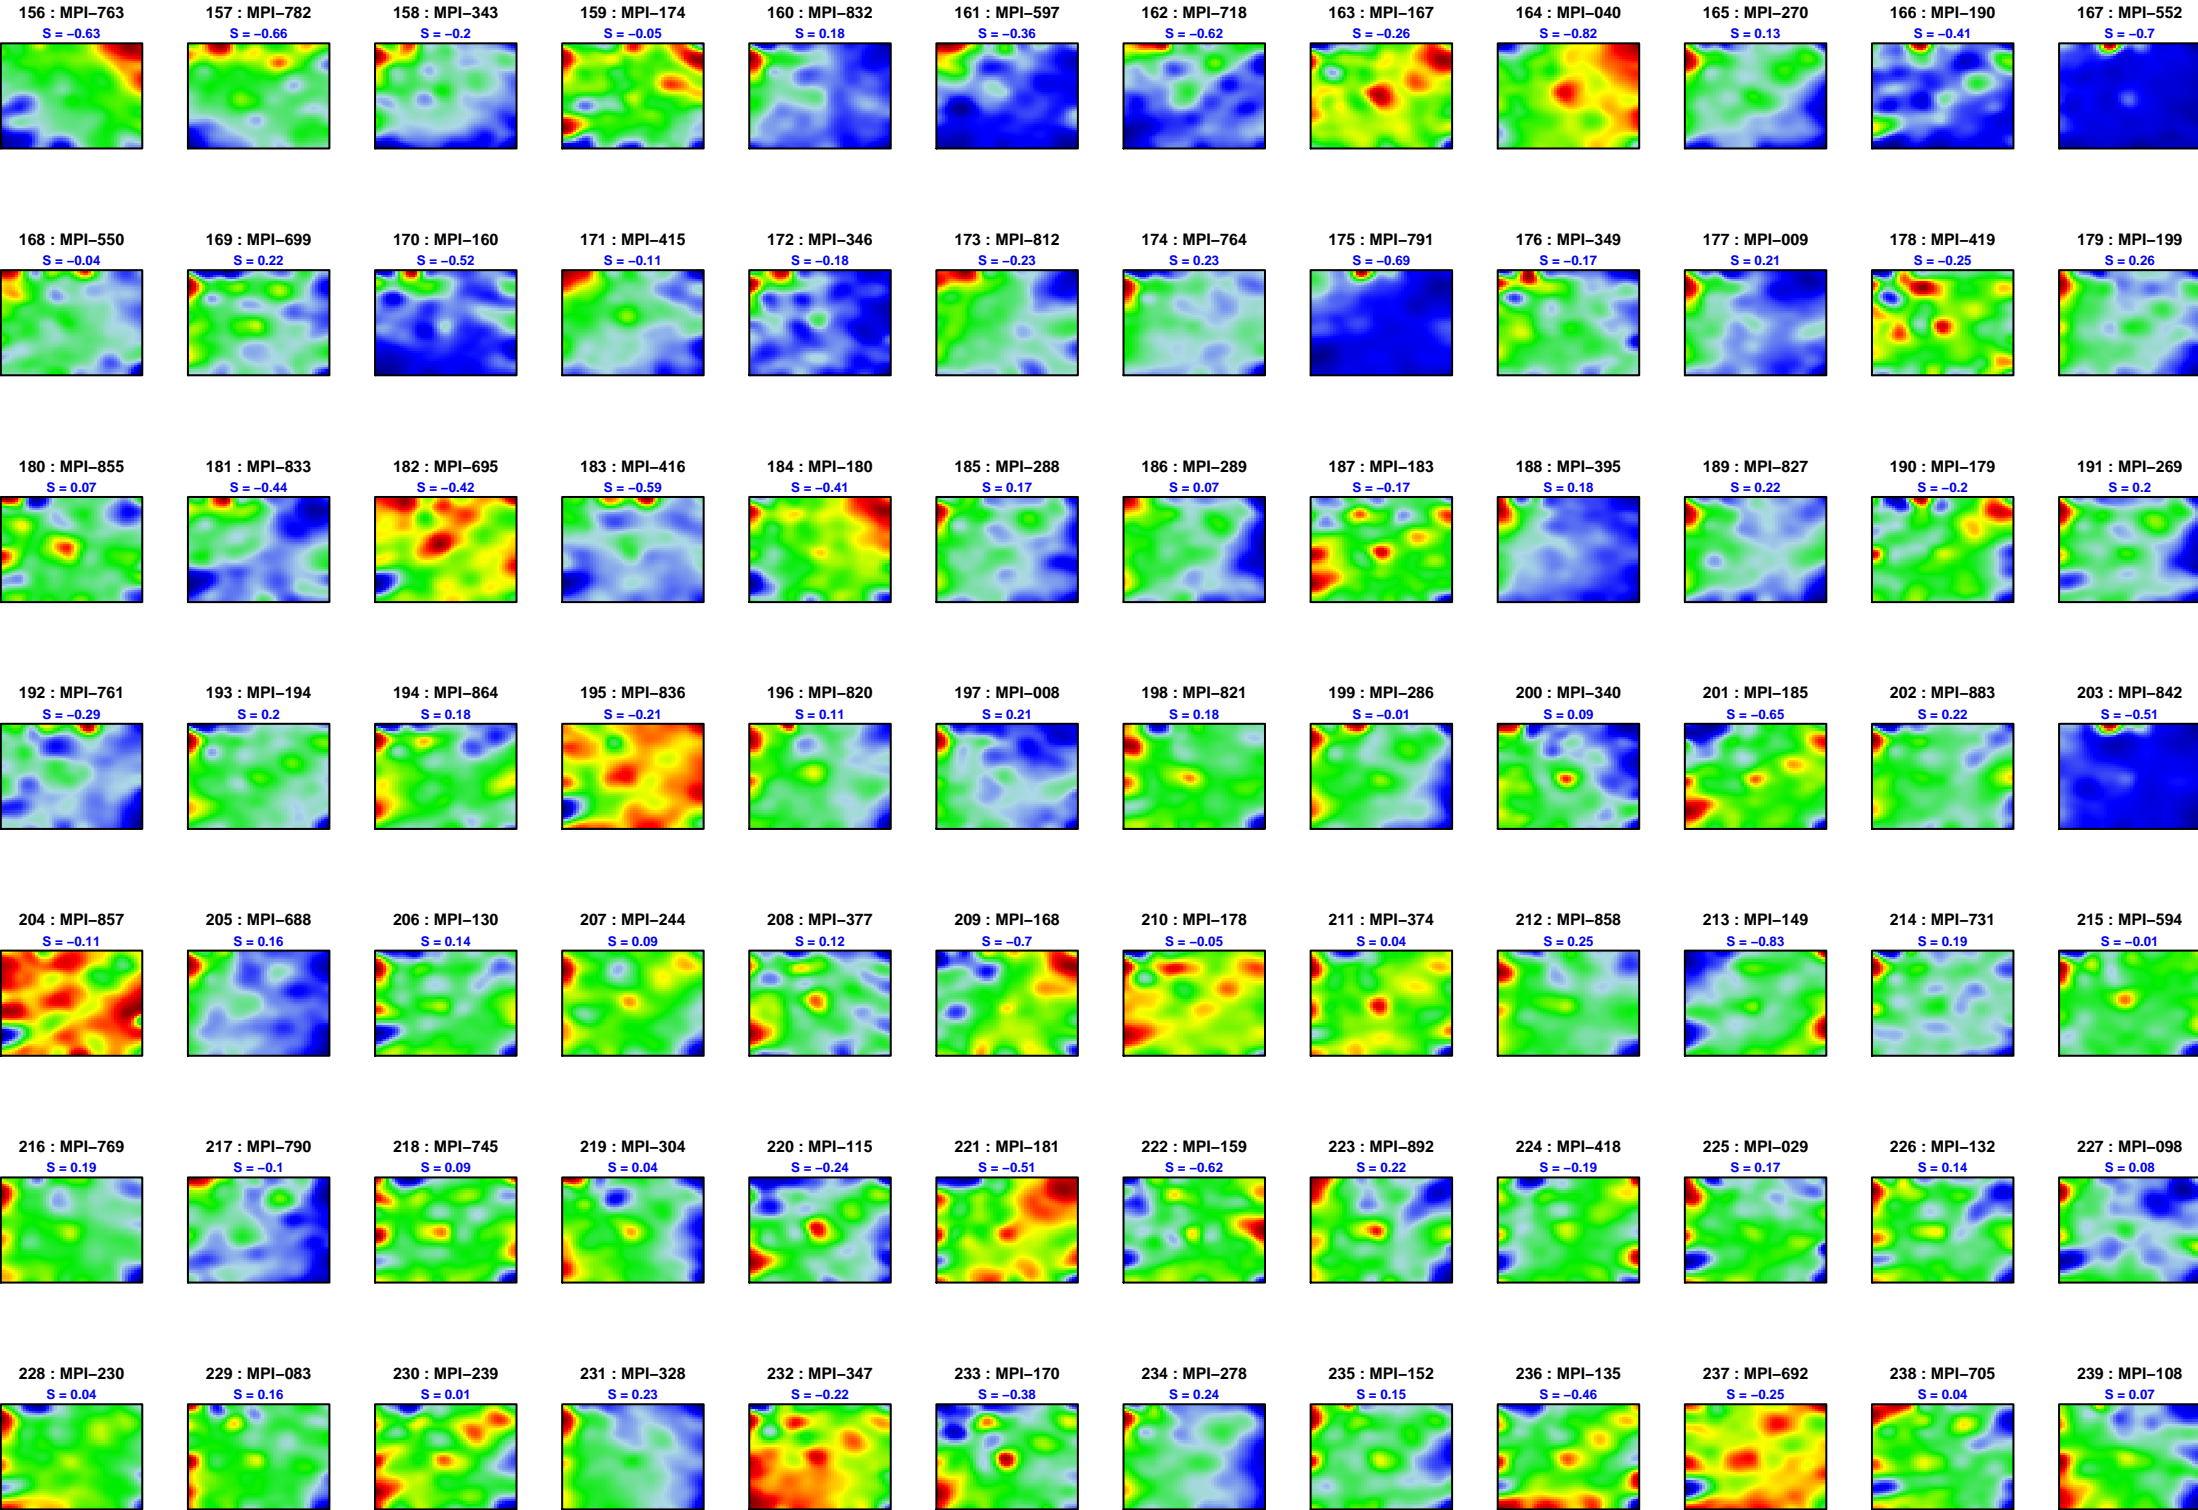 156 : MPI–763 157 : MPI–782 158 : MPI–343 159 : MPI–174 160 : MPI–832 161 : MPI–597 162 : MPI–718 163 : MPI–167 164 : MPI–040 165 : MPI–270 166 : MPI–190 167 : MPI–552
S = –0.63 S = –0.66 S = –0.2 S = –0.05 S = 0.18 S = –0.36 S = –0.62 S = –0.26 S = –0.82 S = 0.13 S = –0.41 S = –0.7
168 : MPI–550 169 : MPI–699 170 : MPI–160 171 : MPI–415 172 : MPI–346 173 : MPI–812 174 : MPI–764 175 : MPI–791 176 : MPI–349 177 : MPI–009 178 : MPI–419 179 : MPI–199
S = –0.04 S = 0.22 S = –0.52 S = –0.11 S = –0.18 S = –0.23 S = 0.23 S = –0.69 S = –0.17 S = 0.21 S = –0.25 S = 0.26
180 : MPI–855 181 : MPI–833 182 : MPI–695 183 : MPI–416 184 : MPI–180 185 : MPI–288 186 : MPI–289 187 : MPI–183 188 : MPI–395 189 : MPI–827 190 : MPI–179 191 : MPI–269
S = 0.07 S = –0.44 S = –0.42 S = –0.59 S = –0.41 S = 0.17 S = 0.07 S = –0.17 S = 0.18 S = 0.22 S = –0.2 S = 0.2
192 : MPI–761 193 : MPI–194 194 : MPI–864 195 : MPI–836 196 : MPI–820 197 : MPI–008 198 : MPI–821 199 : MPI–286 200 : MPI–340 201 : MPI–185 202 : MPI–883 203 : MPI–842
S = –0.29 S = 0.2 S = 0.18 S = –0.21 S = 0.11 S = 0.21 S = 0.18 S = –0.01 S = 0.09 S = –0.65 S = 0.22 S = –0.51
204 : MPI–857 205 : MPI–688 206 : MPI–130 207 : MPI–244 208 : MPI–377 209 : MPI–168 210 : MPI–178 211 : MPI–374 212 : MPI–858 213 : MPI–149 214 : MPI–731 215 : MPI–594
S = –0.11 S = 0.16 S = 0.14 S = 0.09 S = 0.12 S = –0.7 S = –0.05 S = 0.04 S = 0.25 S = –0.83 S = 0.19 S = –0.01
216 : MPI–769 217 : MPI–790 218 : MPI–745 219 : MPI–304 220 : MPI–115 221 : MPI–181 222 : MPI–159 223 : MPI–892 224 : MPI–418 225 : MPI–029 226 : MPI–132 227 : MPI–098
S = 0.19 S = –0.1 S = 0.09 S = 0.04 S = –0.24 S = –0.51 S = –0.62 S = 0.22 S = –0.19 S = 0.17 S = 0.14 S = 0.08
228 : MPI–230 229 : MPI–083 230 : MPI–239 231 : MPI–328 232 : MPI–347 233 : MPI–170 234 : MPI–278 235 : MPI–152 236 : MPI–135 237 : MPI–692 238 : MPI–705 239 : MPI–108
S = 0.04 S = 0.16 S = 0.01 S = 0.23 S = –0.22 S = –0.38 S = 0.24 S = 0.15 S = –0.46 S = –0.25 S = 0.04 S = 0.07